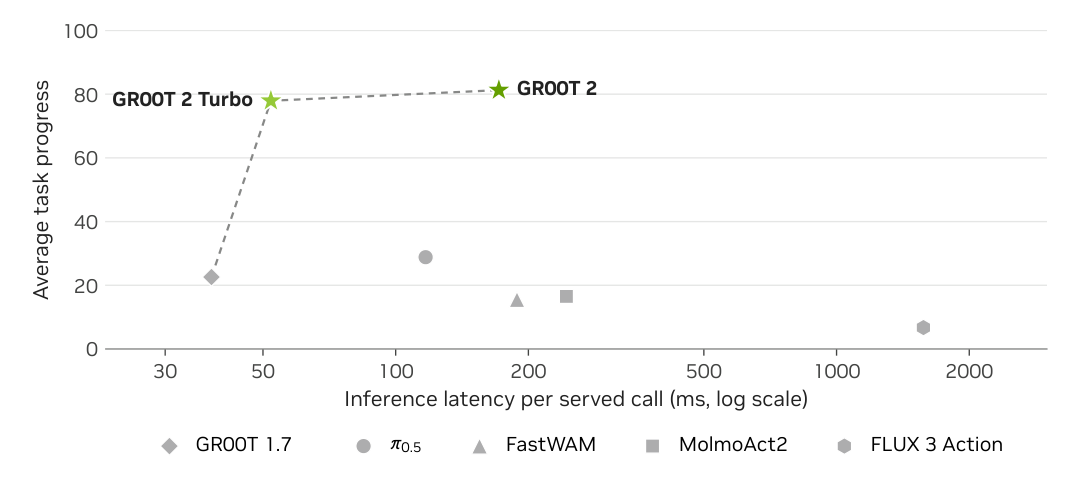 Average task progress
100
80
60
40
20
0
GR00T 2 Turbo
GR00T 2
30 50 100 200 500 1000 2000
Inference latency per served call (ms, log scale)
GR00T 1.7 π0.5 FastWAM MolmoAct2 FLUX 3 Action